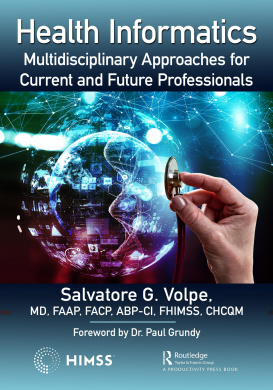 Health Informatics
Multidisciplinary Approaches for
Current and Future Professionals
Salvatore G. Volpe,
MD, FAAP, FACP, ABP-CI, FHIMSS, CHCQM
Foreword by Dr. Paul Grundy
HIMSS
Routledge
Taylor & Francis Group
A PRODUCTIVITY PRESS BOOK